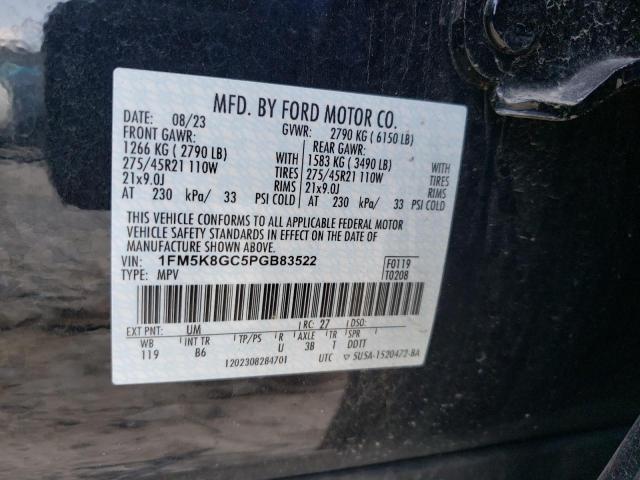 MFD. BY FORD MOTOR CO.
DATE: 08/23 GVWR: 2790 KG ( 6150 LB)
FRONT GAWR: REAR GAWR:
1266 KG ( 2790 LB) WITH 1583 KG ( 3490 LB) WITH
275/45R21 110W TIRES 275/45R21 110W TIRES
21x9.0J RIMS 21x9.0J RIMS
AT 230 kPa/ 33 PSI COLD AT 230 kPa/ 33 PSI COLD
THIS VEHICLE CONFORMS TO ALL APPLICABLE FEDERAL MOTOR
VEHICLE SAFETY STANDARDS IN EFFECT ON THE DATE OF
MANUFACTURE SHOWN ABOVE.
VIN: 1FM5K8GC5PGB83522 F0119
TYPE: MPV T0208
EXT PNT: UM RC: 27 DSO:
WB INT TR TP/PS R AXLE TR SPR
119 B6 U 3B T DDTT
1202308284701 UTC ▽ 5U5A-1520472-BA